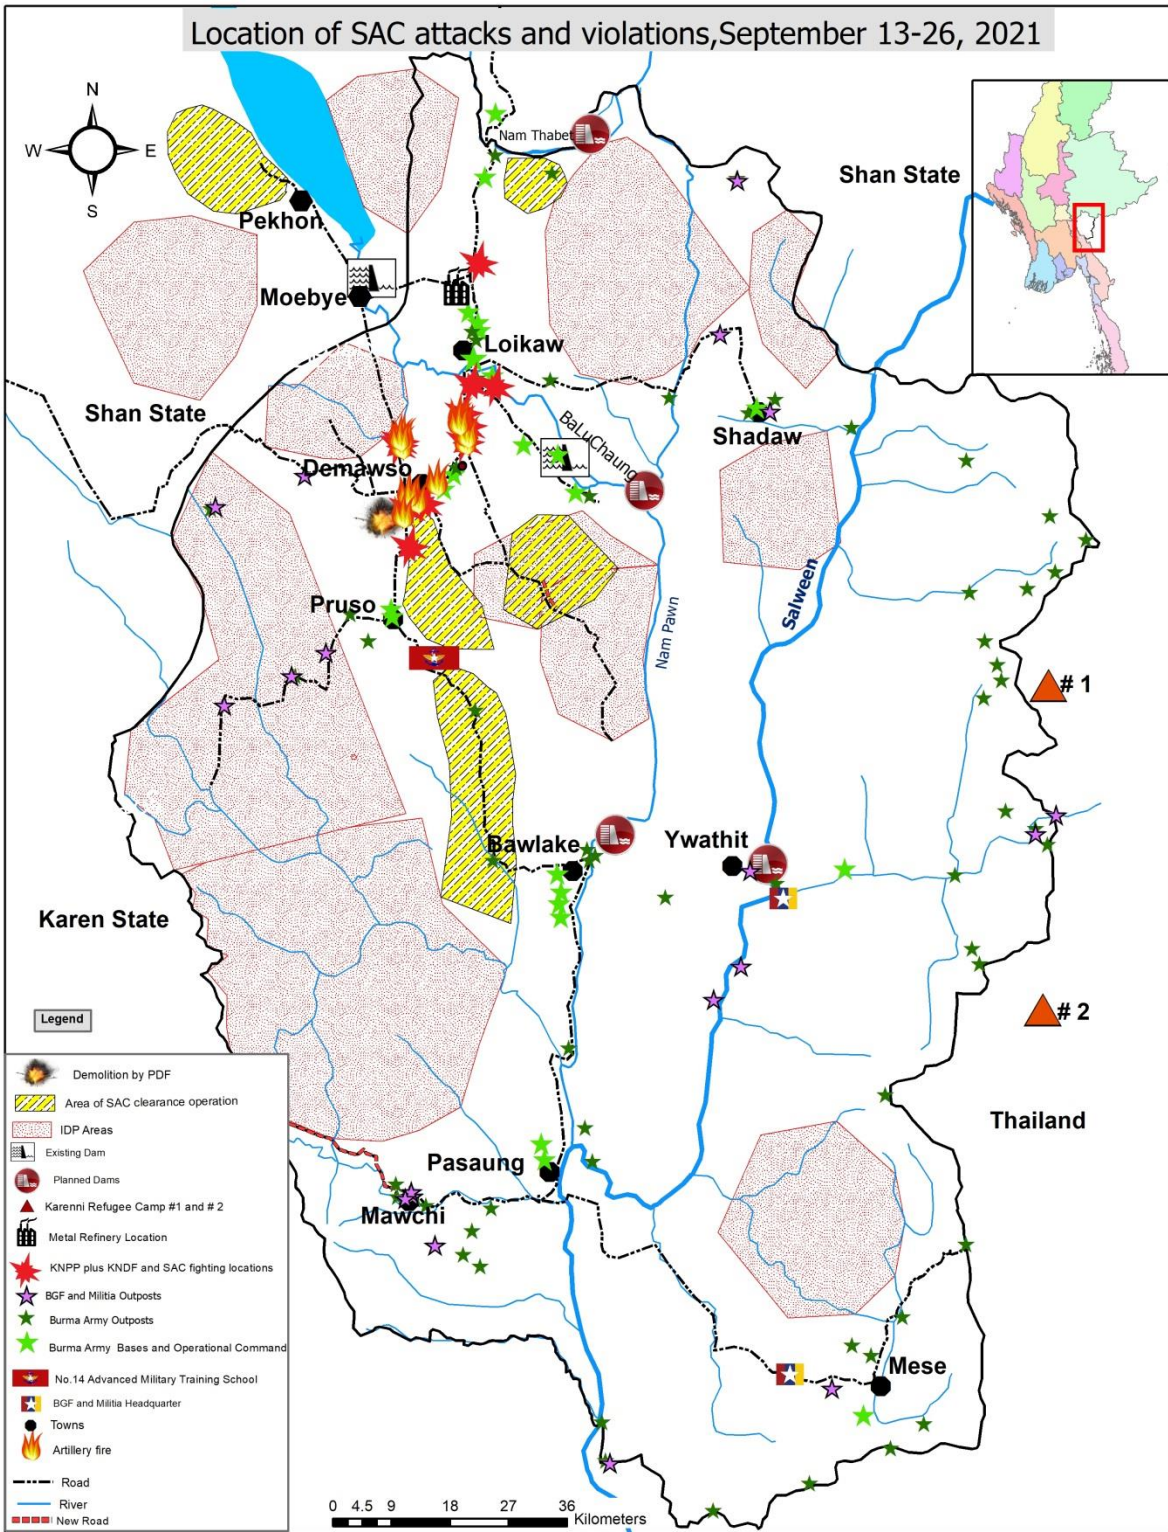 Location of SAC attacks and violations,September 13-26, 2021
N
W
E
S
Nam Thabet
Shan State
Pekhon
Moebye
Loikaw
Shan State
BaLuChaung
Shadaw
Demawso
Salween
Pruso
Nam Pawn
# 1
Bawlake
Ywathit
Karen State
# 2
Thailand
Pasaung
Mawchi
Mese
Legend
Demolition by PDF
Area of SAC clearance operation
IDP Areas
Existing Dam
Planned Dams
Karenni Refugee Camp #1 and # 2
Metal Refinery Location
KNPP plus KNDF and SAC fighting locations
BGF and Militia Outposts
Burma Army Outposts
Burma Army Bases and Operational Command
No.14 Advanced Military Training School
BGF and Militia Headquarter
Towns
Artillery fire
Road
River
New Road
0 4.5 9 18 27 36
Kilometers